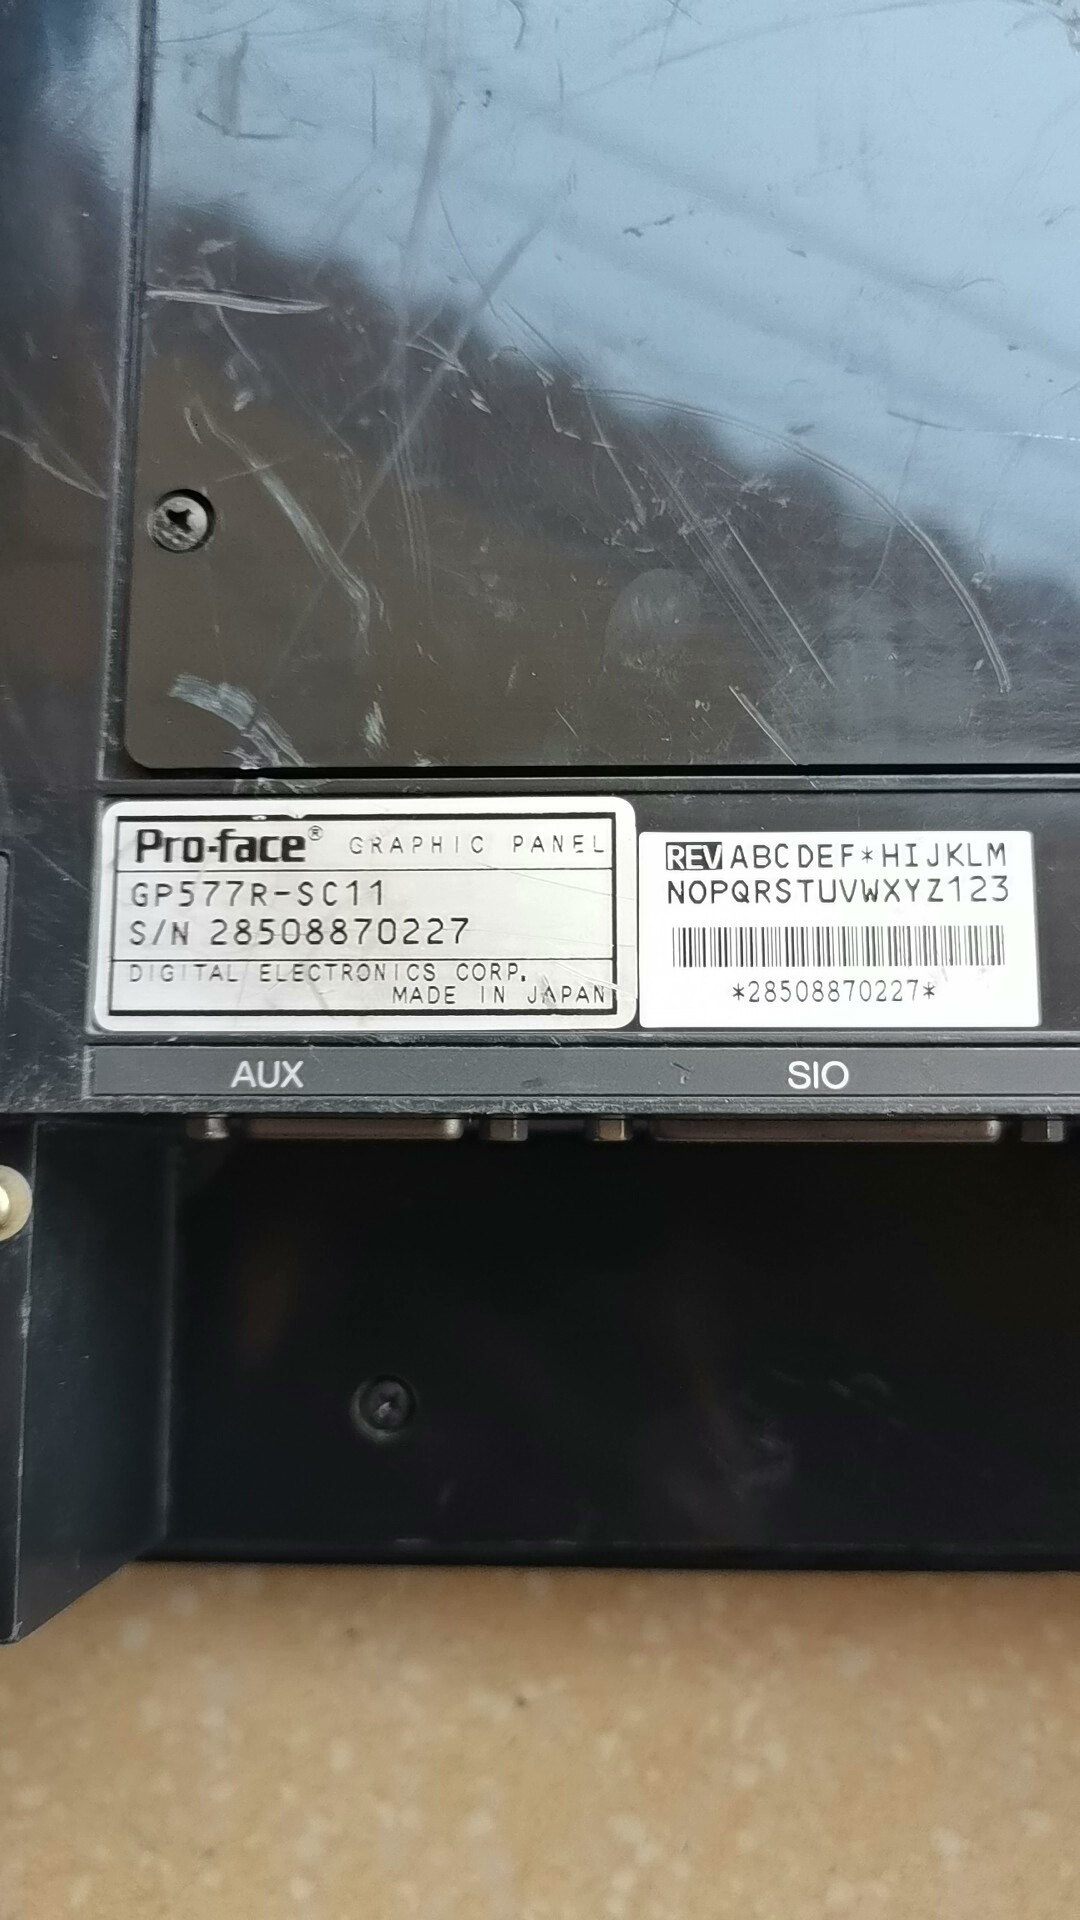 Pro-face® GRAPHIC PANEL
GP577R-SC11
S/N 28508870227
DIGITAL ELECTRONICS CORP.
MADE IN JAPAN
REV ABCDEF*HIJKLM
NOPQRSTUVWXYZ123
*28508870227*
AUX
SIO